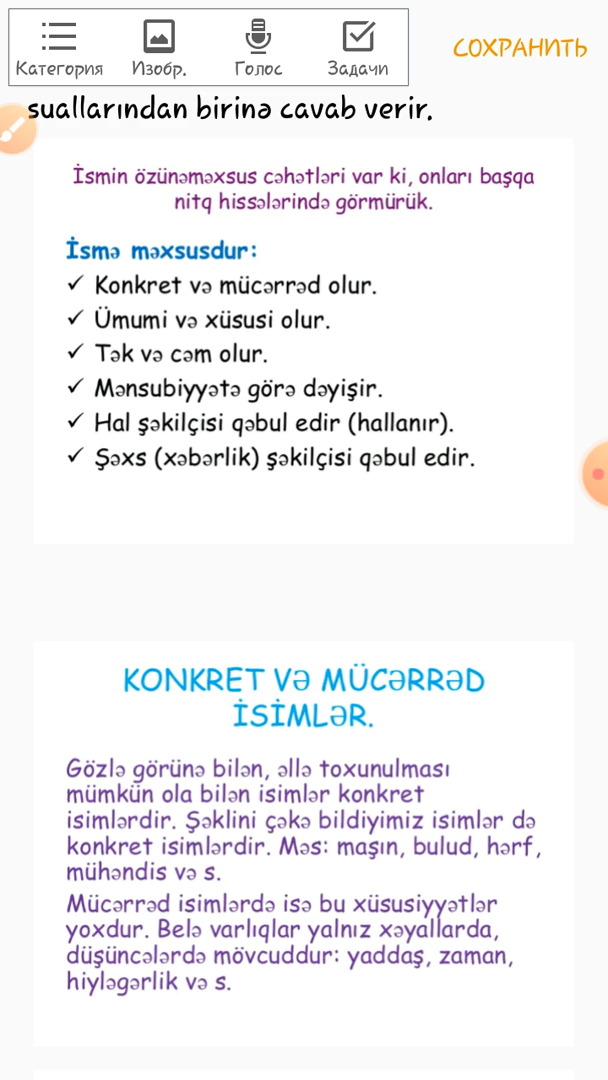 Категория Изобр. Голос Задачи
СОХРАНИТЬ
suallarından birinə cavab verir.
İsmin özünəməxsus cəhətləri var ki, onları başqa
nitq hissələrində görmürük.
İsmə məxsusdur:
✓ Konkret və mücərrəd olur.
✓ Ümumi və xüsusi olur.
✓ Tək və cəm olur.
✓ Mənsubiyyətə görə dəyişir.
✓ Hal şəkilçisi qəbul edir (hallanır).
✓ Şəxs (xəbərlik) şəkilçisi qəbul edir.
KONKRET VƏ MÜCƏRRƏD
İSİMLƏR.
Gözlə görünə bilən, əllə toxunulması
mümkün ola bilən isimlər konkret
isimlərdir. Şəklini çəkə bildiyimiz isimlər də
konkret isimlərdir. Məs: maşın, bulud, hərf,
mühəndis və s.
Mücərrəd isimlərdə isə bu xüsusiyyətlər
yoxdur. Belə varlıqlar yalnız xəyallarda,
düşüncələrdə mövcuddur: yaddaş, zaman,
hiyləgərlik və s.